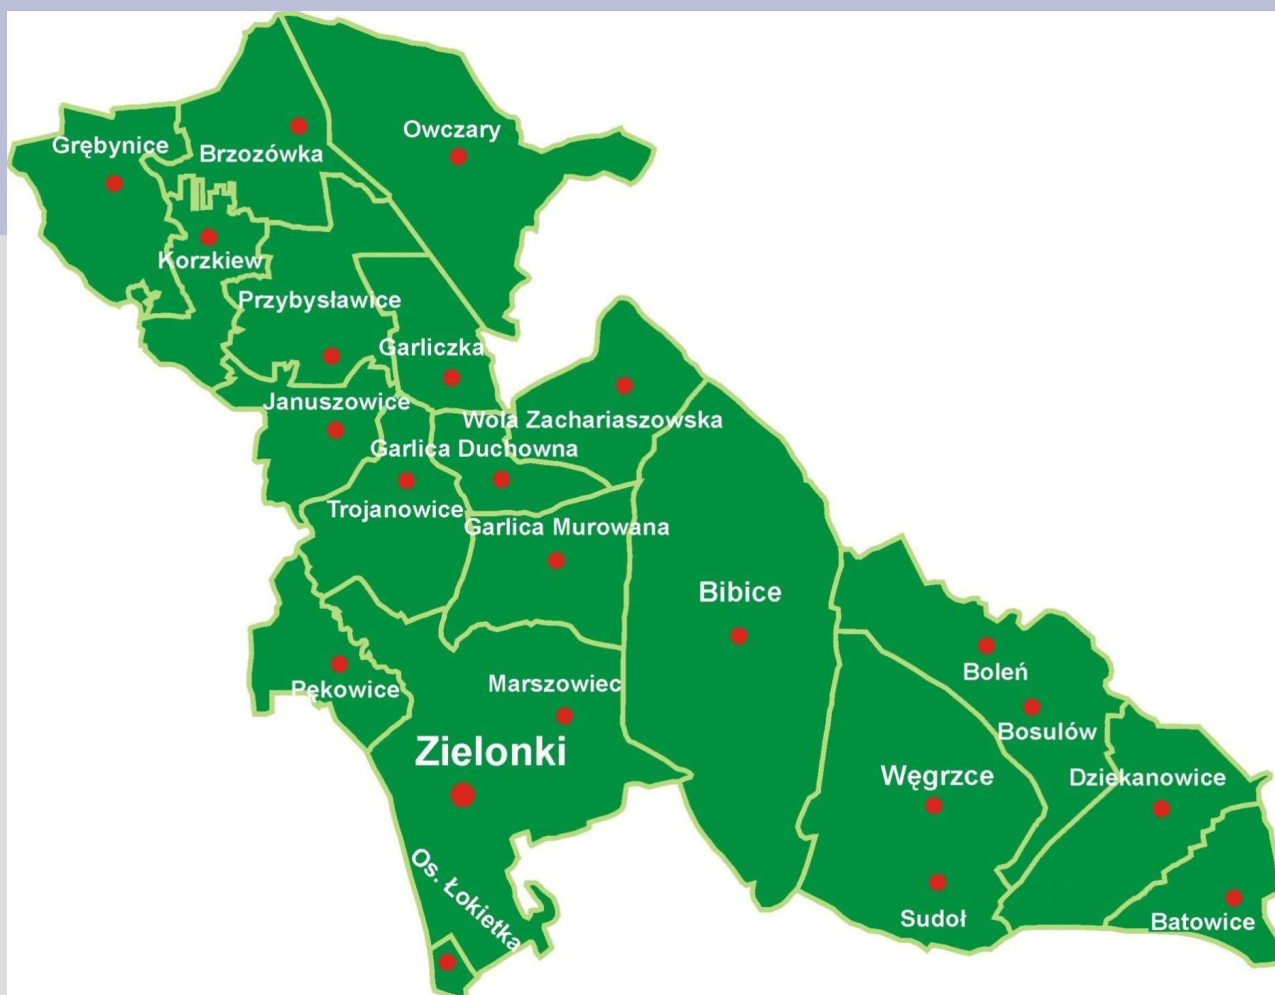 Owczary
Grębynice
Brzozówka
Korzkiew
Przybysławice
Garliczka
Januszowice
Wola Zachariaszowska
Garlica Duchowna
Trojanowice
Garlica Murowana
Bibice
Boleń
Marszowiec
Pękowice
Bosulów
Zielonki
Węgrzce
Dziekanowice
Os. Łokietka
Sudoł
Batowice